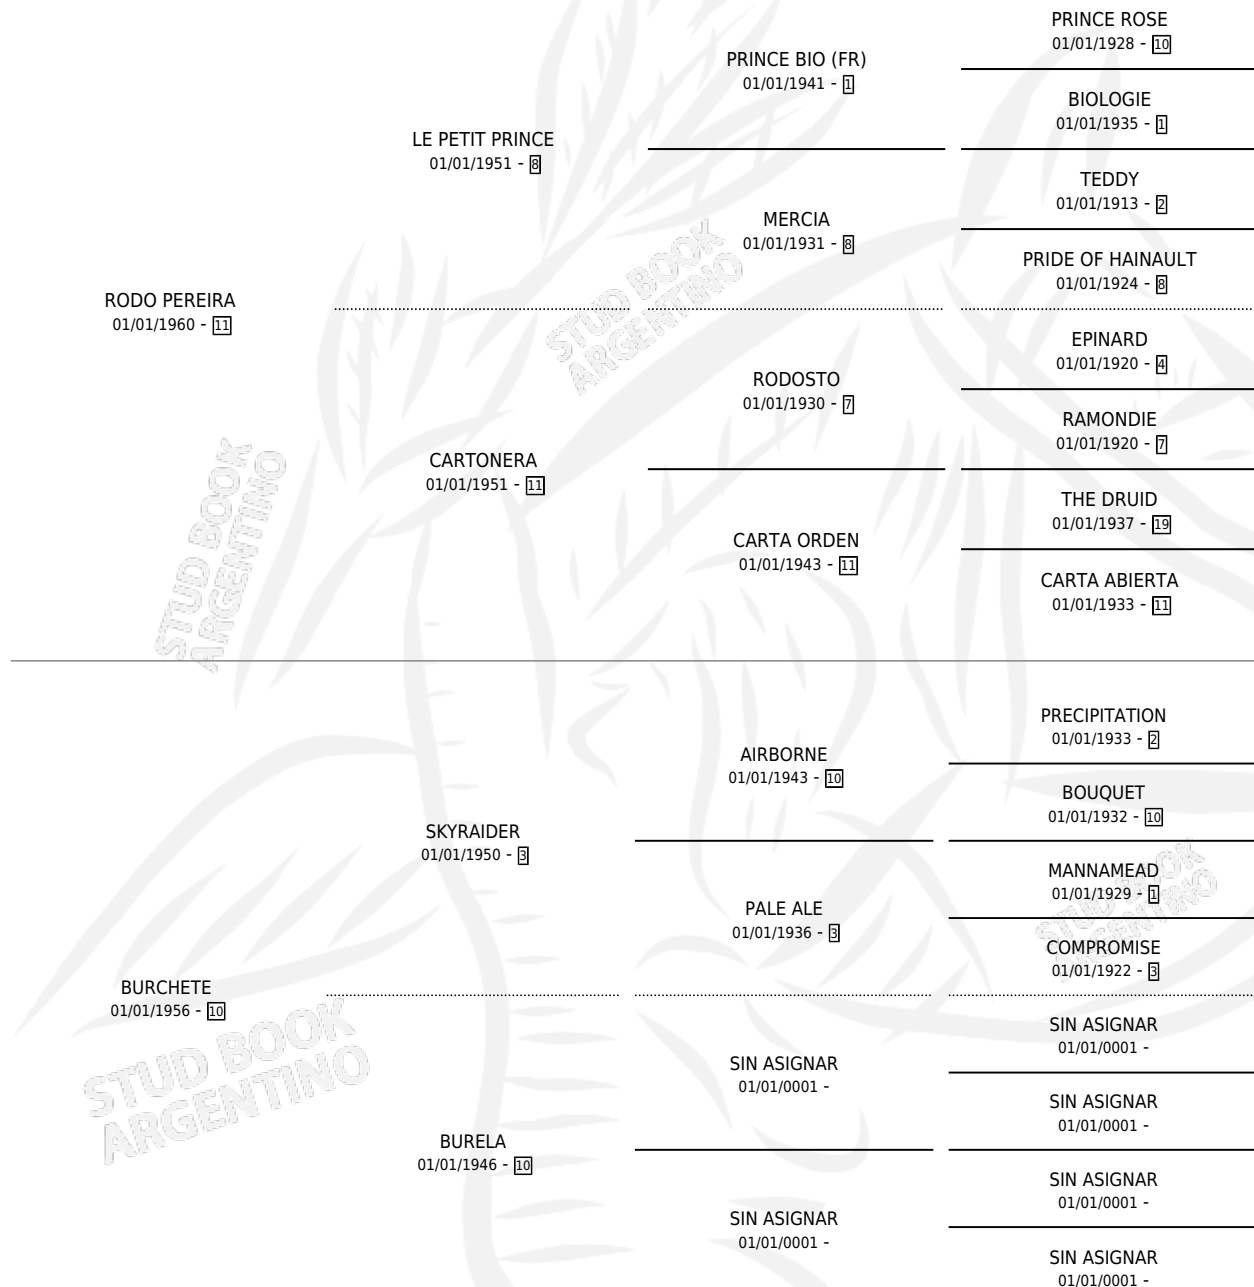 PRINCE ROSE
01/01/1928 - 10
PRINCE BIO (FR)
01/01/1941 - 1
BIOLOGIE
01/01/1935 - 1
LE PETIT PRINCE
01/01/1951 - 8
TEDDY
01/01/1913 - 2
MERCIA
01/01/1931 - 8
PRIDE OF HAINAULT
01/01/1924 - 8
RODO PEREIRA
01/01/1960 - 11
EPINARD
01/01/1920 - 4
RODOSTO
01/01/1930 - 7
RAMONDIE
01/01/1920 - 7
CARTONERA
01/01/1951 - 11
THE DRUID
01/01/1937 - 19
CARTA ORDEN
01/01/1943 - 11
CARTA ABIERTA
01/01/1933 - 11
PRECIPITATION
01/01/1933 - 2
AIRBORNE
01/01/1943 - 10
BOUQUET
01/01/1932 - 10
SKYRAIDER
01/01/1950 - 3
MANNAMEAD
01/01/1929 - 1
PALE ALE
01/01/1936 - 3
COMPROMISE
01/01/1922 - 3
BURCHETE
01/01/1956 - 10
SIN ASIGNAR
01/01/0001 -
SIN ASIGNAR
01/01/0001 -
SIN ASIGNAR
01/01/0001 -
BURELA
01/01/1946 - 10
SIN ASIGNAR
01/01/0001 -
SIN ASIGNAR
01/01/0001 -
SIN ASIGNAR
01/01/0001 -
STUD BOOK
ARGENTINO
STUD BOOK
ARGENTINO
STUD BOOK
ARGENTINO
STUD BOOK
ARGENTINO